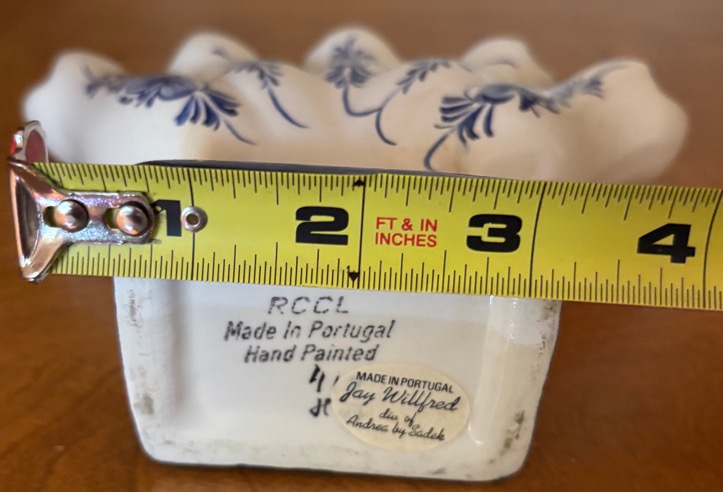 1 2 FT & IN 3 4
INCHES
RCCL
Made In Portugal
Hand Painted
MADE IN PORTUGAL
Jay Willfred
div. of
Andrea by Sadek